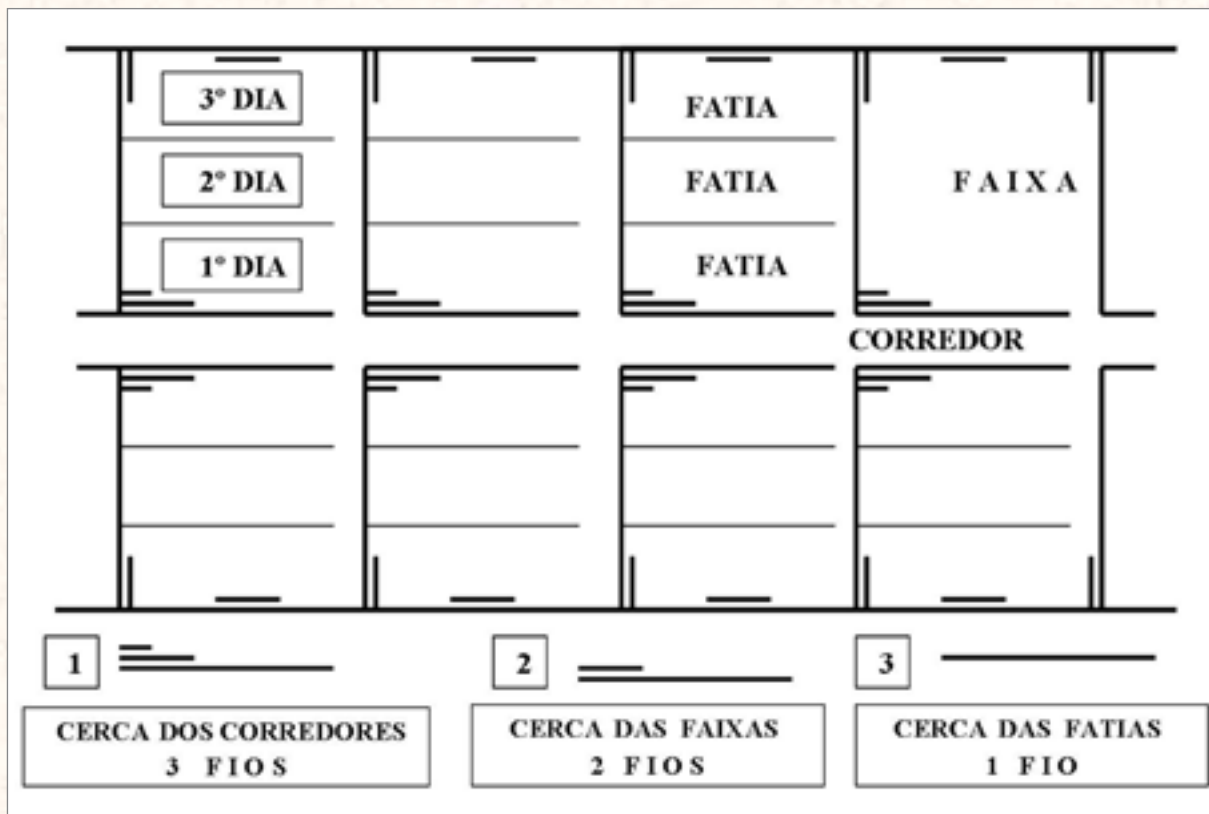 3º DIA
FATIA
2º DIA
FATIA
F A I X A
1º DIA
FATIA
CORREDOR
1
2
3
CERCA DOS CORREDORES
3 FIOS
CERCA DAS FAIXAS
2 FIOS
CERCA DAS FATIAS
1 FIO